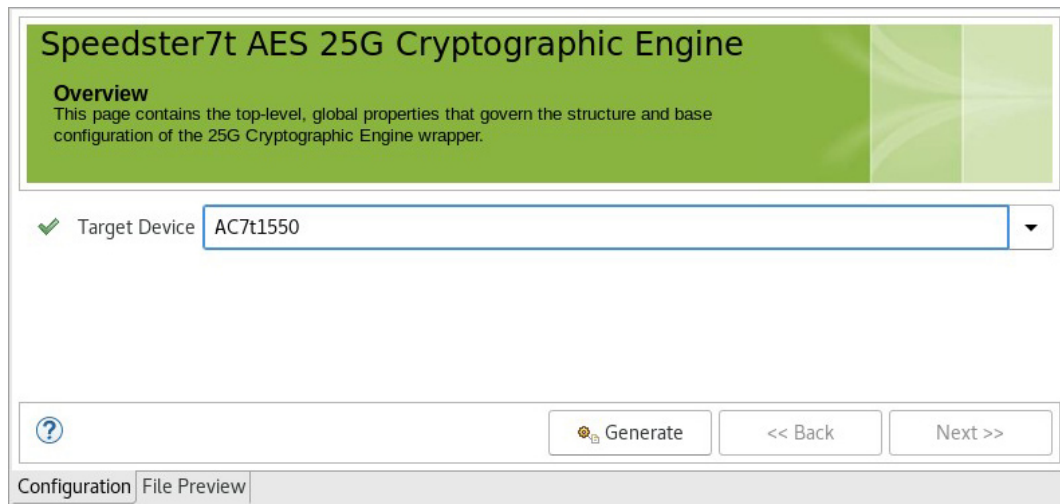 Speedster7t AES 25G Cryptographic Engine
Overview
This page contains the top-level, global properties that govern the structure and base
configuration of the 25G Cryptographic Engine wrapper.
Target Device AC7t1550
? Generate << Back Next >>
Configuration File Preview